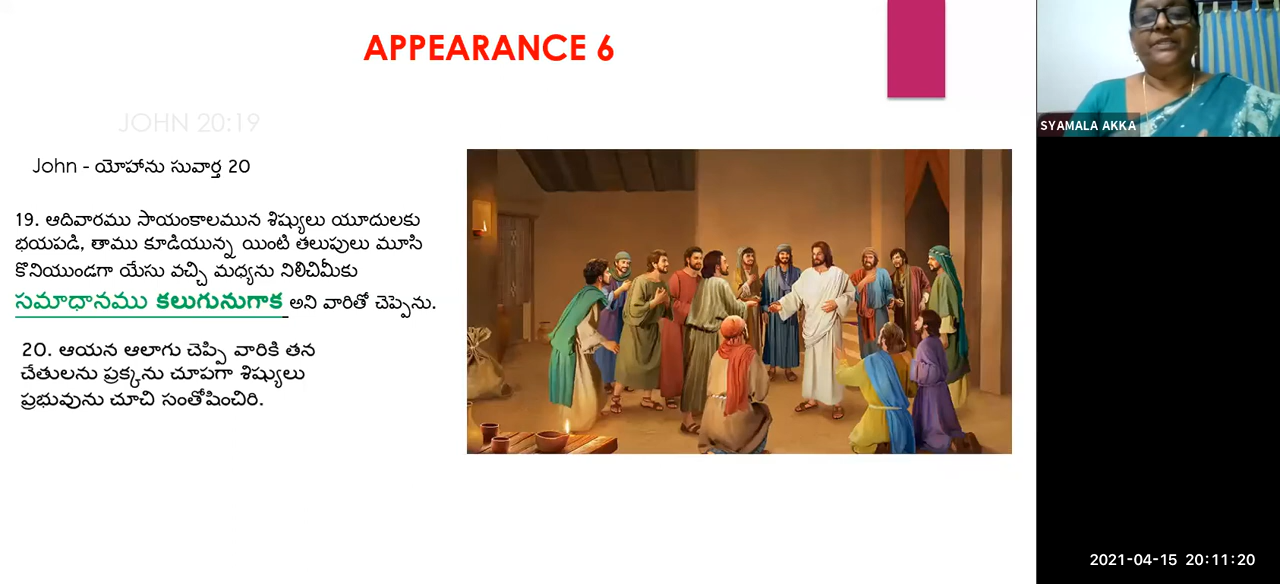 APPEARANCE 6
JOHN 20:19
John - యోహాను సువార్త 20
19. ఆదివారము సాయంకాలమున శిష్యులు యూదులకు
భయపడి, తాము కూడియున్న యింటి తలుపులు మూసి
కొనియుండగా యేసు వచ్చి మధ్యను నిలిచిమీకు
సమాధానము కలుగునుగాక అని వారితో చెప్పెను.
20. ఆయన ఆలాగు చెప్పి వారికి తన
చేతులను ప్రక్కను చూపగా శిష్యులు
ప్రభువును చూచి సంతోషించిరి.
SYAMALA AKKA
2021-04-15 20:11:20